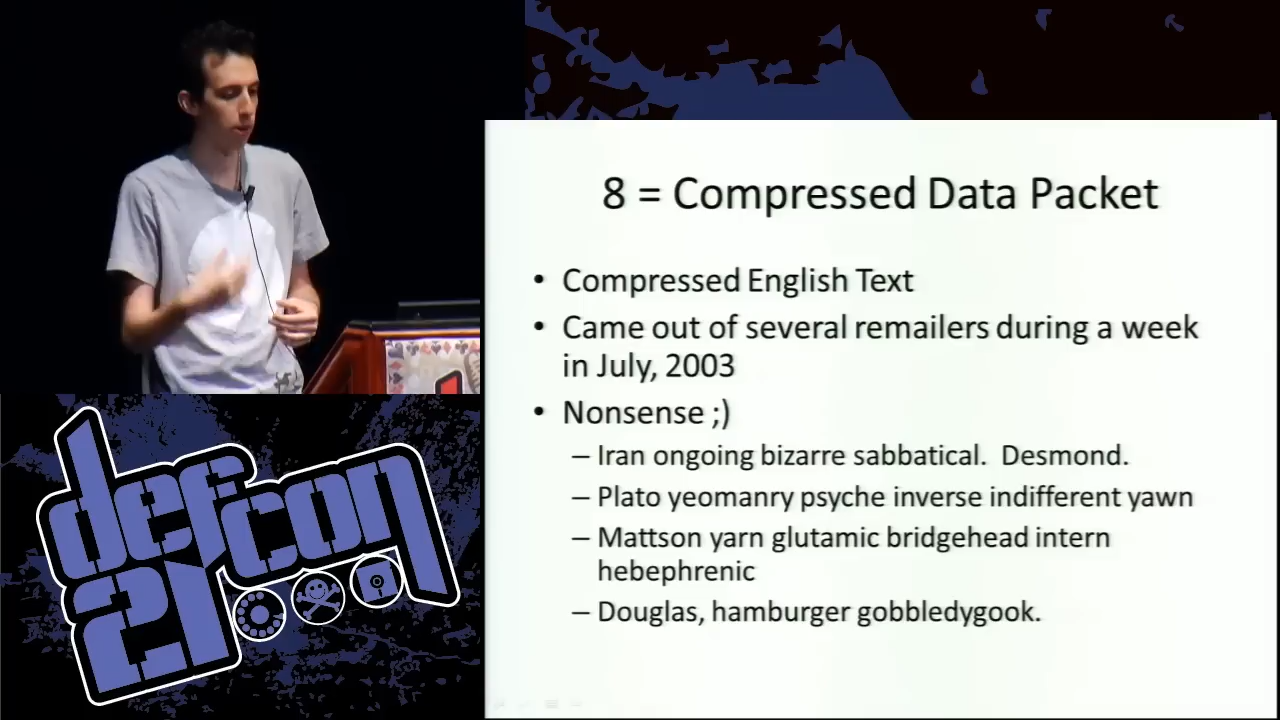 8 = Compressed Data Packet
• Compressed English Text
• Came out of several remailers during a week
in July, 2003
• Nonsense ;)
– Iran ongoing bizarre sabbatical.  Desmond.
– Plato yeomanry psyche inverse indifferent yawn
– Mattson yarn glutamic bridgehead intern
hebephrenic
– Douglas, hamburger gobbledygook.
defcon
21